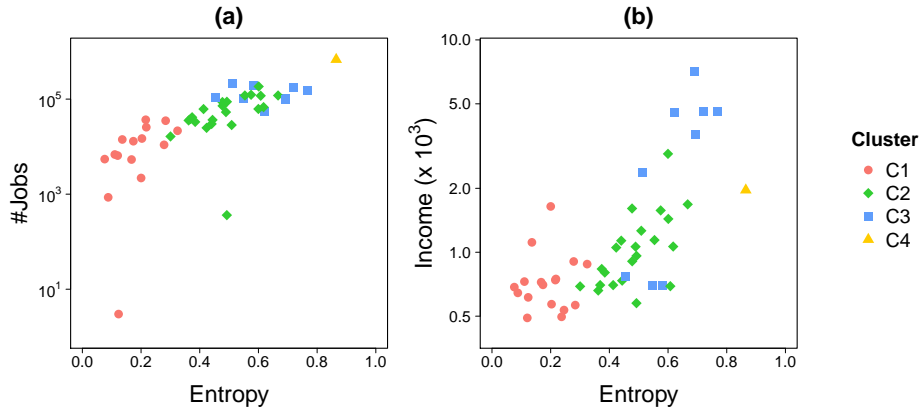 (a)
#Jobs
10^5
10^3
10^1
0.0 0.2 0.4 0.6 0.8 1.0
Entropy
(b)
Income (x 10^3)
10.0
5.0
2.0
1.0
0.5
0.0 0.2 0.4 0.6 0.8 1.0
Entropy
Cluster
C1
C2
C3
C4